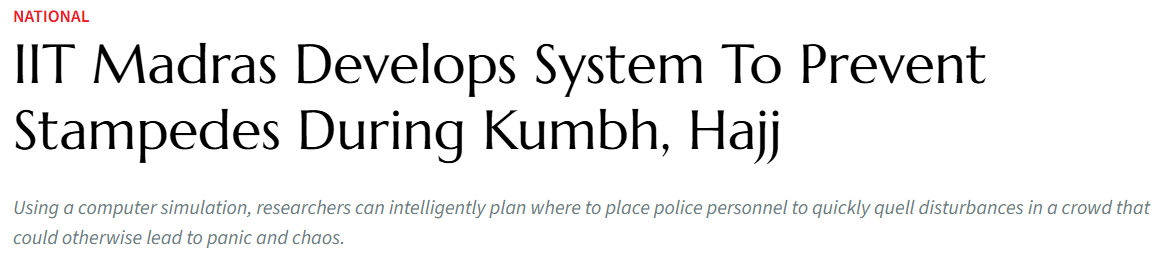 NATIONAL
IIT Madras Develops System To Prevent
Stampedes During Kumbh, Hajj
Using a computer simulation, researchers can intelligently plan where to place police personnel to quickly quell disturbances in a crowd that
could otherwise lead to panic and chaos.